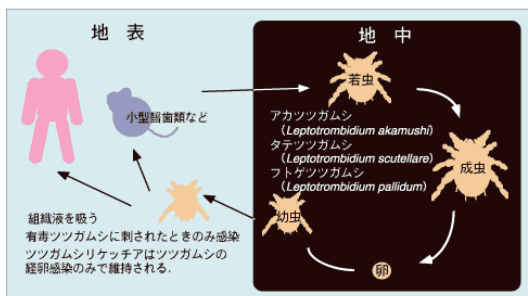 地 表
地 中
小型齧歯類など
若虫
アカツツガムシ
(Leptotrombidium akamushi)
タテツツガムシ
(Leptotrombidium scutellare)
フトゲツツガムシ
(Leptotrombidium pallidum)
成虫
幼虫
卵
組織液を吸う
有毒ツツガムシに刺されたときのみ感染
ツツガムシリケッチアはツツガムシの
経卵感染のみで維持される.